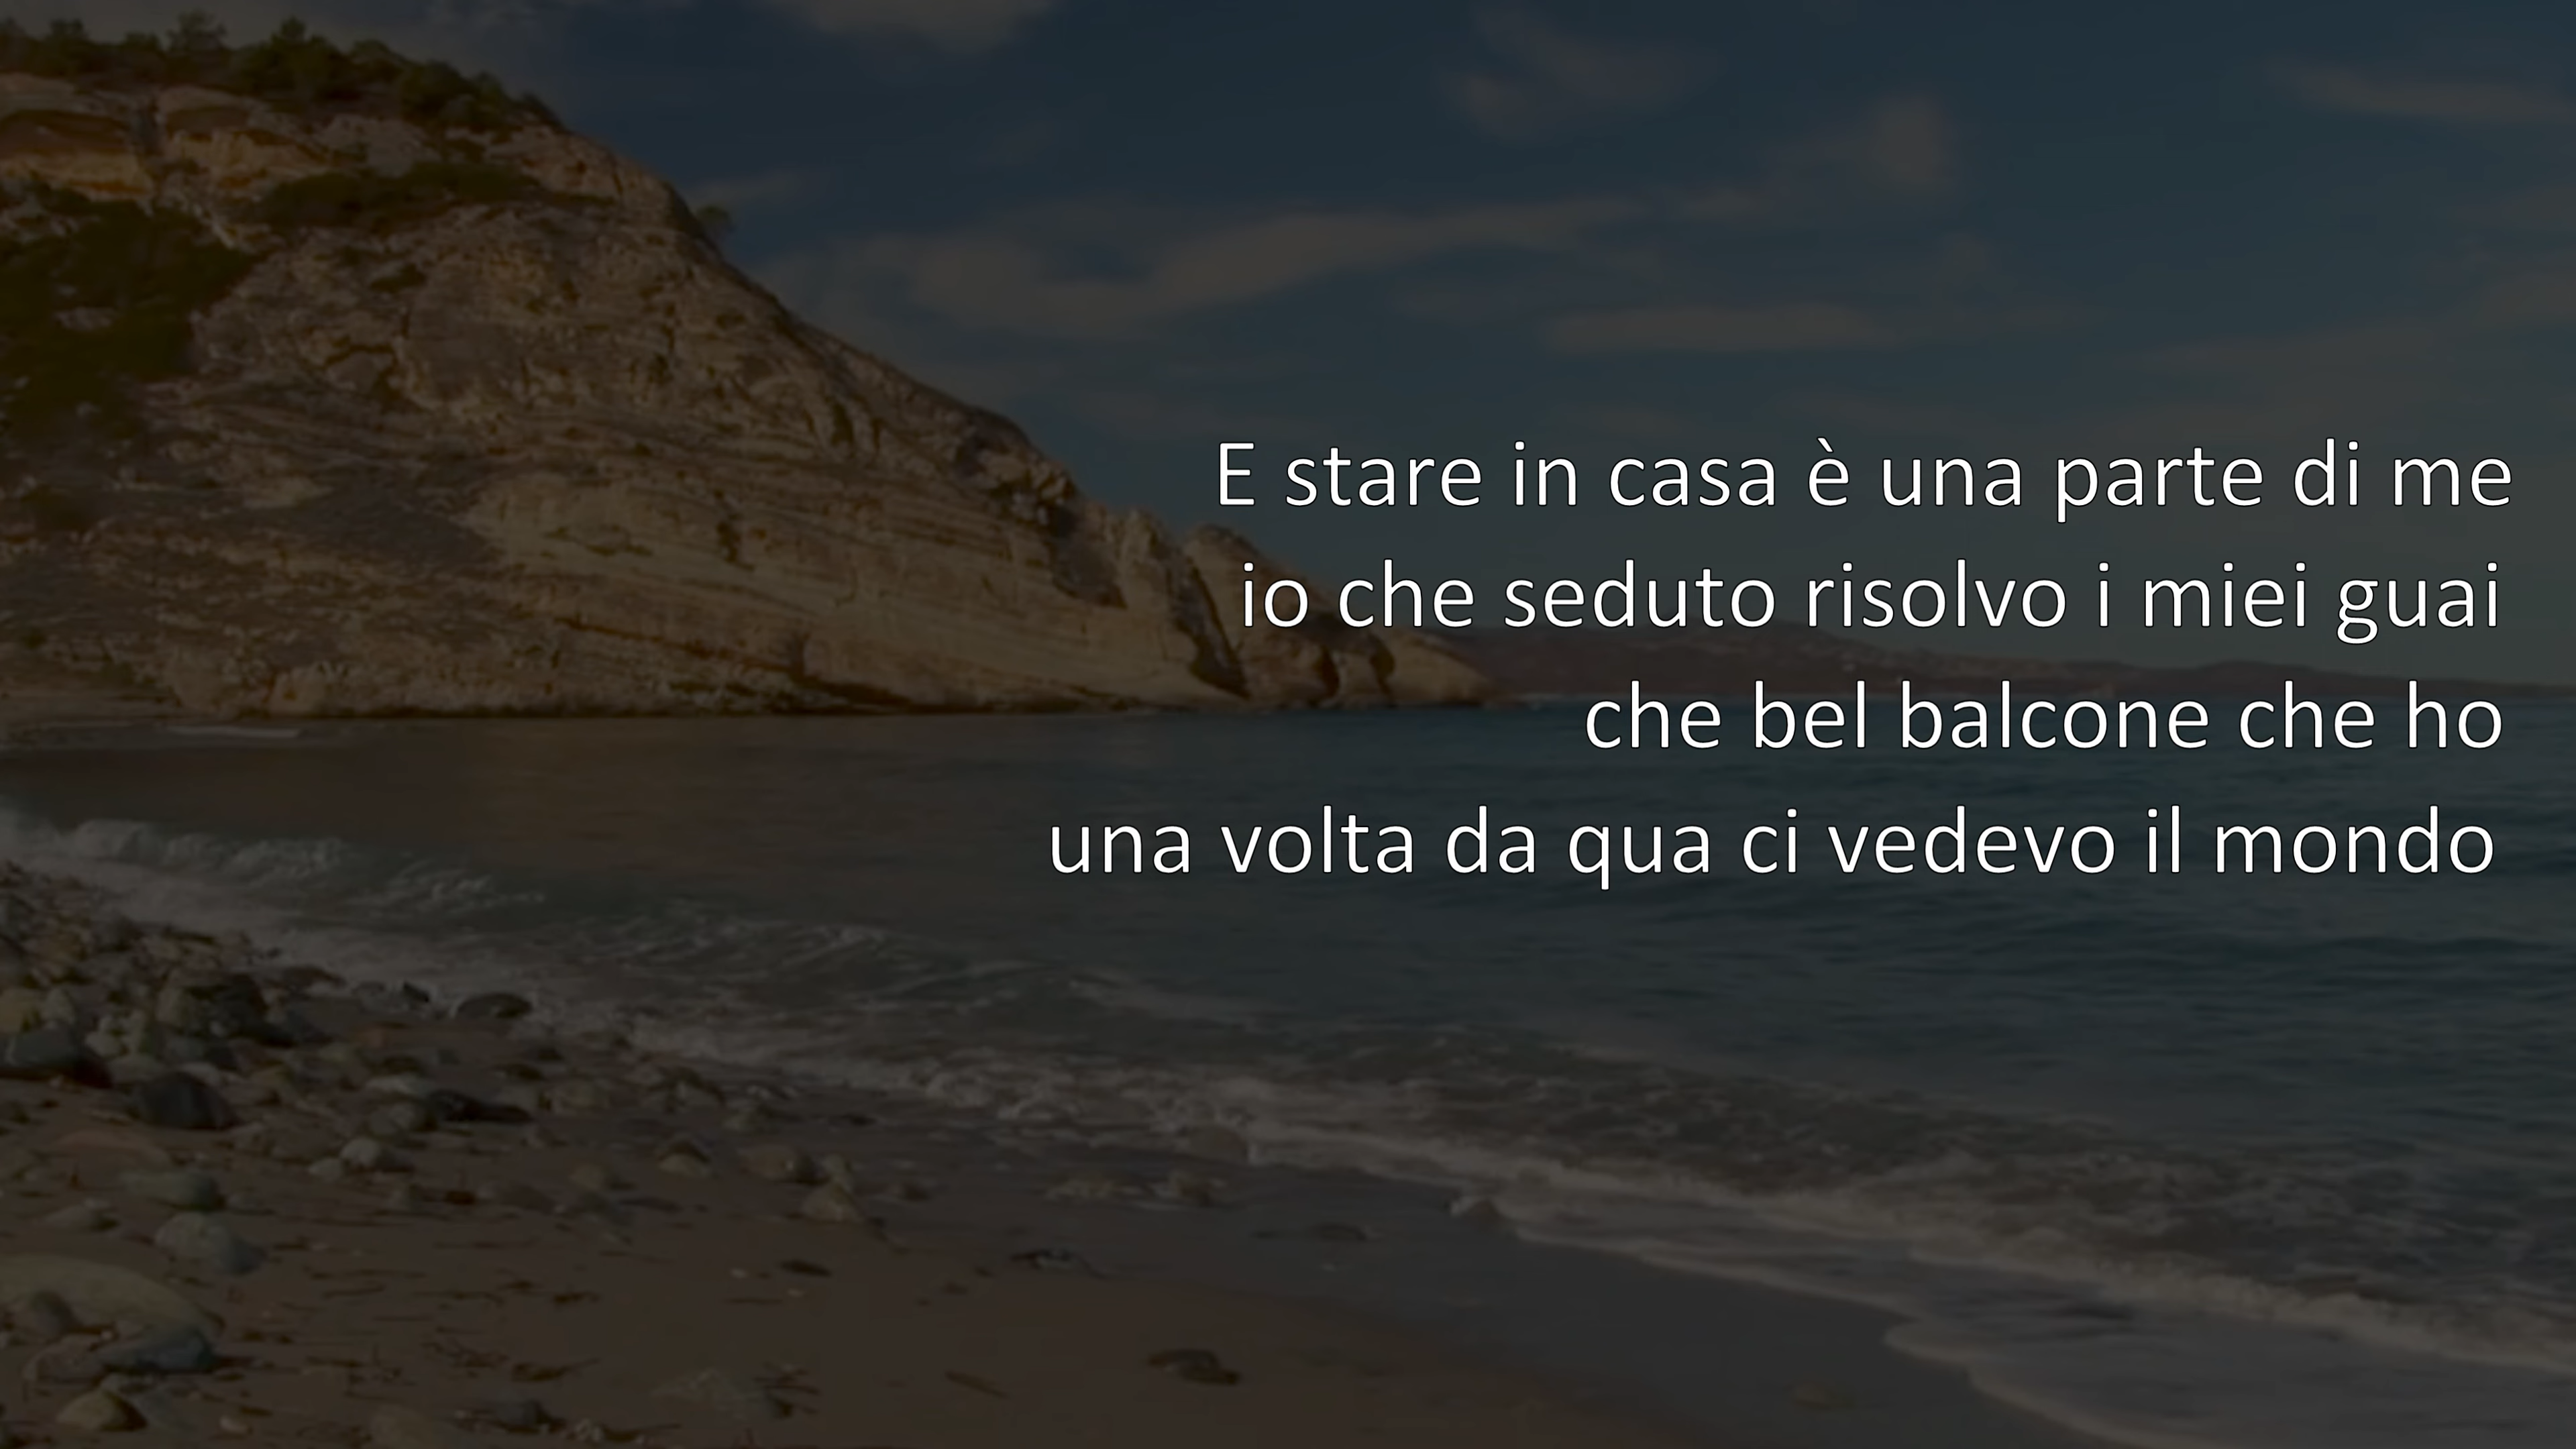 E stare in casa è una parte di me
io che seduto risolvo i miei guai
che bel balcone che ho
una volta da qua ci vedevo il mondo